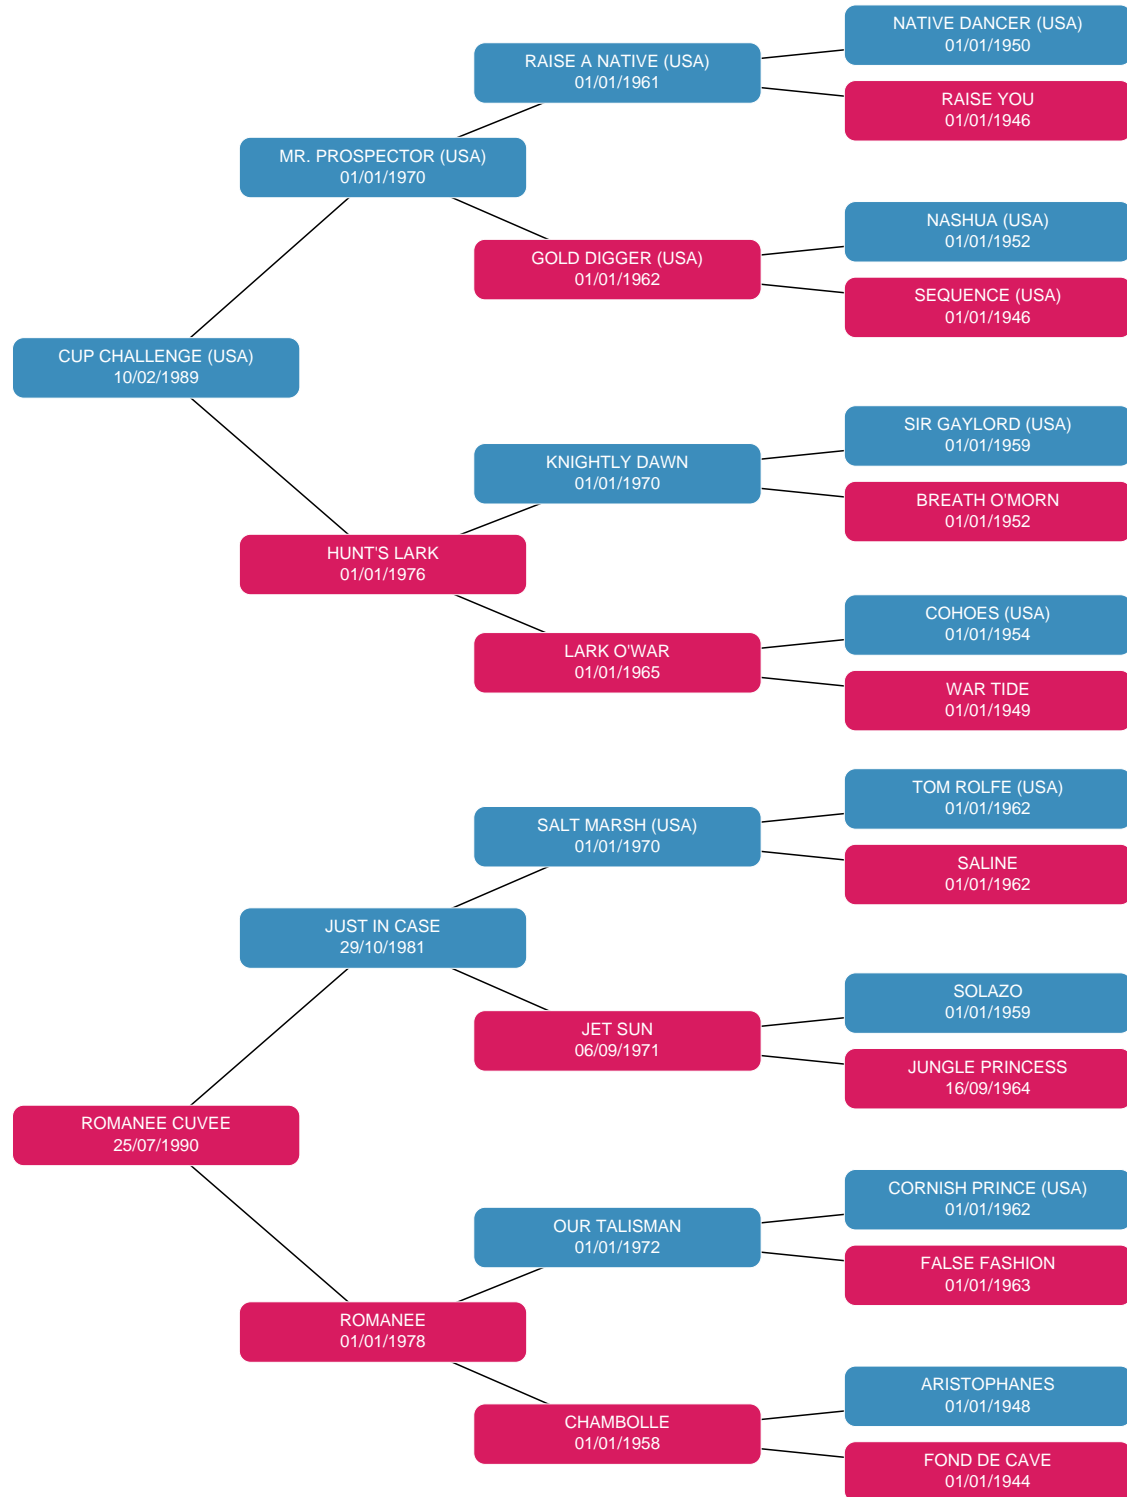 NATIVE DANCER (USA)
01/01/1950
RAISE A NATIVE (USA)
01/01/1961
RAISE YOU
01/01/1946
MR. PROSPECTOR (USA)
01/01/1970
NASHUA (USA)
01/01/1952
GOLD DIGGER (USA)
01/01/1962
SEQUENCE (USA)
01/01/1946
CUP CHALLENGE (USA)
10/02/1989
SIR GAYLORD (USA)
01/01/1959
KNIGHTLY DAWN
01/01/1970
BREATH O'MORN
01/01/1952
HUNT'S LARK
01/01/1976
COHOES (USA)
01/01/1954
LARK O'WAR
01/01/1965
WAR TIDE
01/01/1949
TOM ROLFE (USA)
01/01/1962
SALT MARSH (USA)
01/01/1970
SALINE
01/01/1962
JUST IN CASE
29/10/1981
SOLAZO
01/01/1959
JET SUN
06/09/1971
JUNGLE PRINCESS
16/09/1964
ROMANEE CUVEE
25/07/1990
CORNISH PRINCE (USA)
01/01/1962
OUR TALISMAN
01/01/1972
FALSE FASHION
01/01/1963
ROMANEE
01/01/1978
ARISTOPHANES
01/01/1948
CHAMBOLLE
01/01/1958
FOND DE CAVE
01/01/1944